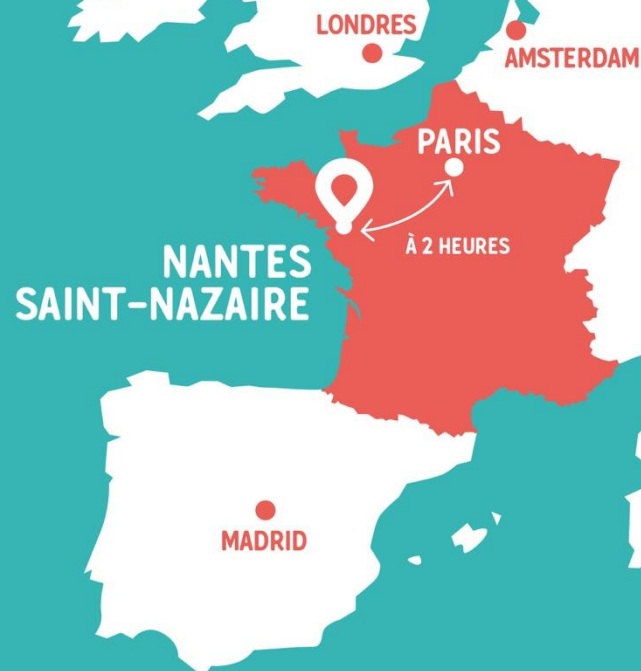 LONDRES
AMSTERDAM
PARIS
À 2 HEURES
NANTES
SAINT-NAZAIRE
MADRID